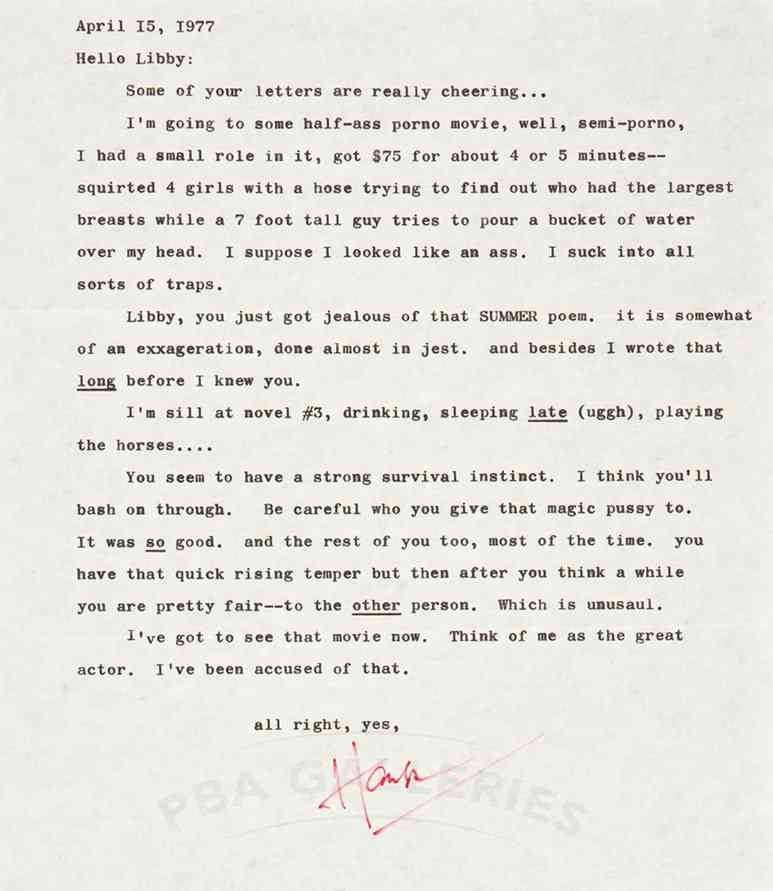 April I5, I977
Hello Libby:
Some of your letters are really cheering...
I'm going to some half-ass porno movie, well, semi-porno,
I had a small role in it, got $75 for about 4 or 5 minutes--
squirted 4 girls with a hose trying to find out who had the largest
breasts while a 7 foot tall guy tries to pour a bucket of water
over my head.  I suppose I looked like an ass.  I suck into all
sorts of traps.
Libby, you just got jealous of that SUMMER poem.  it is somewhat
of an exxageration, done almost in jest.  and besides I wrote that
long before I knew you.
I'm sill at novel #3, drinking, sleeping late (uggh), playing
the horses....
You seem to have a strong survival instinct.  I think you'll
bash on through.   Be careful who you give that magic pussy to.
It was so good.  and the rest of you too, most of the time.  you
have that quick rising temper but then after you think a while
you are pretty fair--to the other person.  Which is unusaul.
I've got to see that movie now.  Think of me as the great
actor.  I've been accused of that.
all right, yes,
Hank
PBA GALLERIES